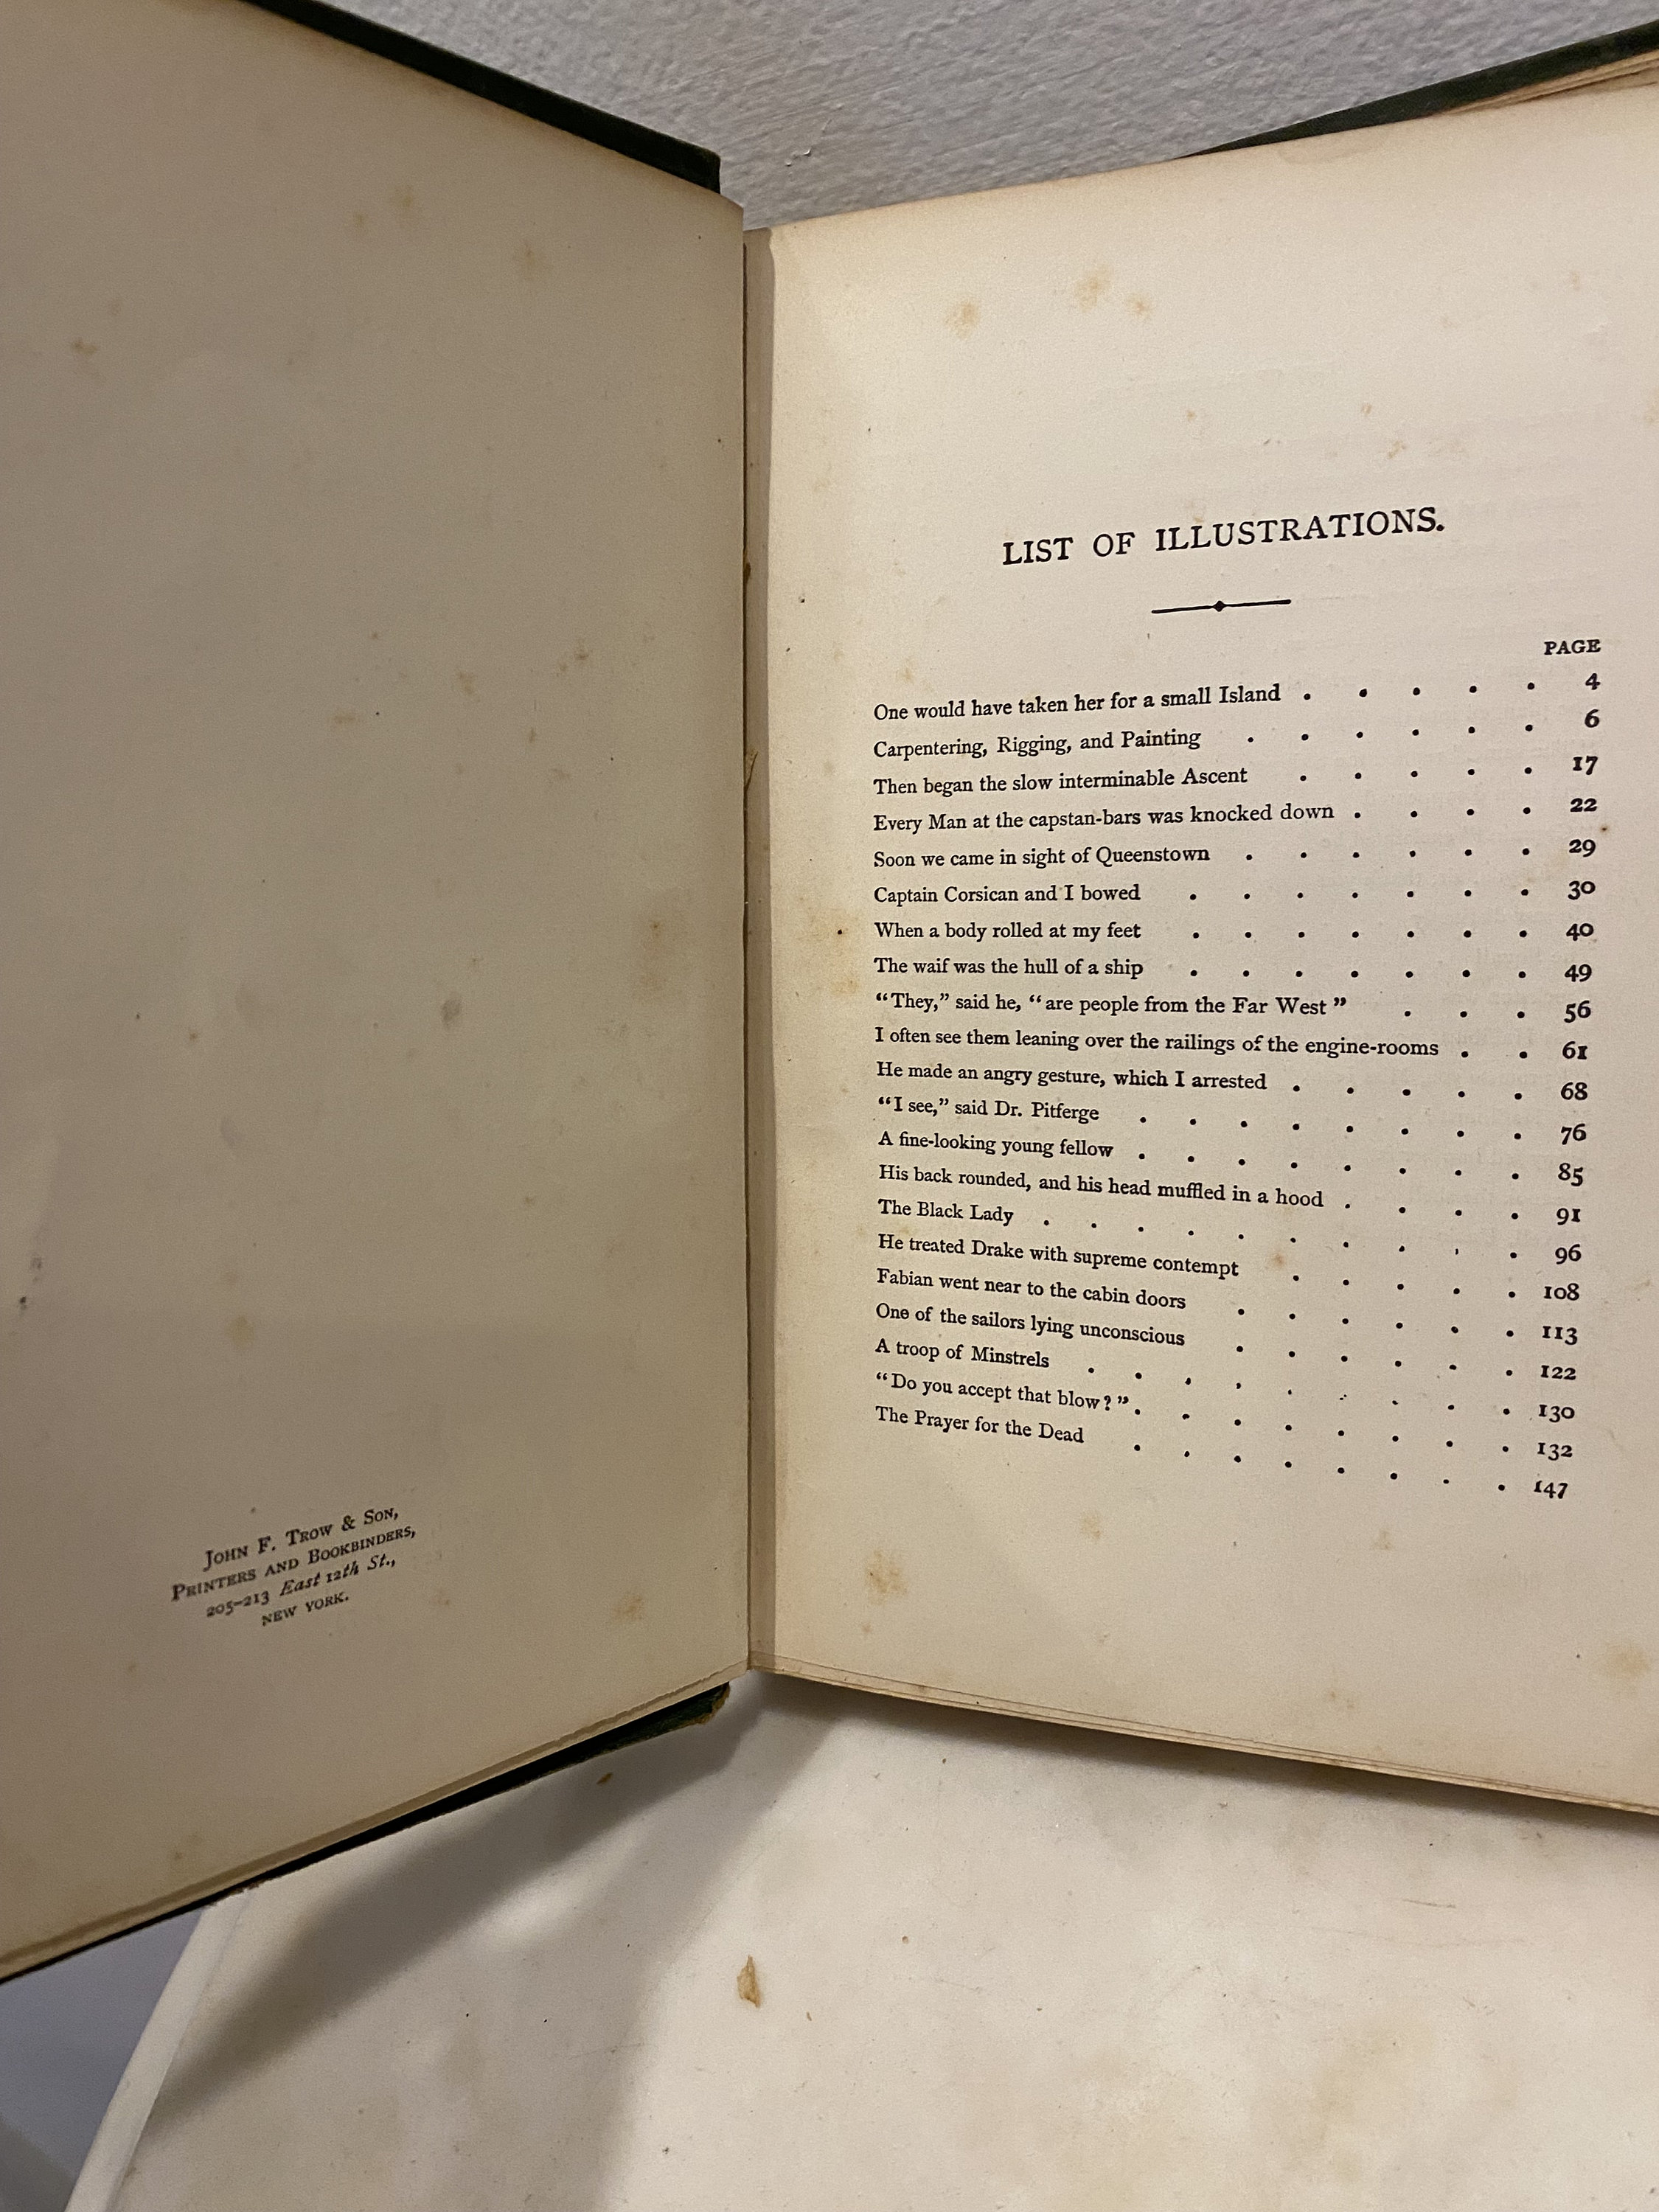 JOHN F. TROW & SON,
PRINTERS AND BOOKBINDERS,
205–213 East 12th St.,
NEW YORK.
LIST OF ILLUSTRATIONS.
PAGE
One would have taken her for a small Island . . . . . 4
Carpentering, Rigging, and Painting . . . . . . 6
Then began the slow interminable Ascent . . . . . 17
Every Man at the capstan-bars was knocked down . . . . 22
Soon we came in sight of Queenstown . . . . . . 29
Captain Corsican and I bowed . . . . . . . 30
When a body rolled at my feet . . . . . . . 40
The waif was the hull of a ship . . . . . . . 49
“They,” said he, “are people from the Far West” . . . 56
I often see them leaning over the railings of the engine-rooms . . 61
He made an angry gesture, which I arrested . . . . . 68
“I see,” said Dr. Pitferge . . . . . . . . 76
A fine-looking young fellow . . . . . . . . 85
His back rounded, and his head muffled in a hood . . . . 91
The Black Lady . . . . . . . . . . 96
He treated Drake with supreme contempt . . . . . 108
Fabian went near to the cabin doors . . . . . . 113
One of the sailors lying unconscious . . . . . . 122
A troop of Minstrels . . . . . . . . . 130
“Do you accept that blow?” . . . . . . . . 132
The Prayer for the Dead . . . . . . . . 147